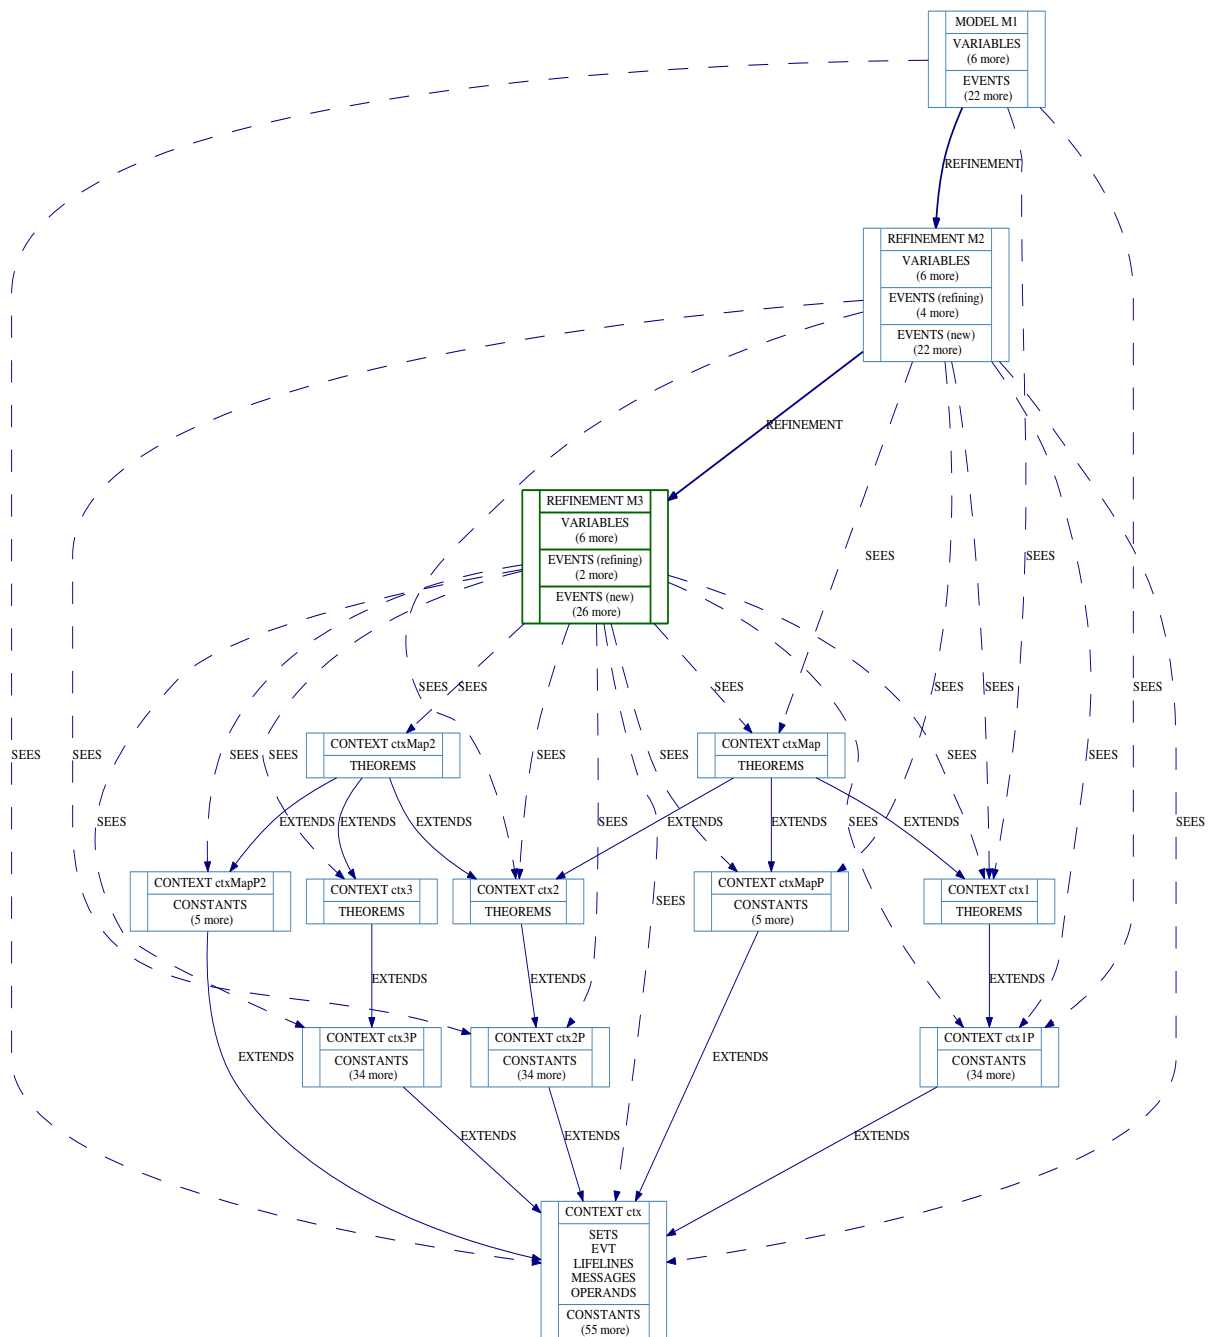 MODEL M1
VARIABLES
(6 more)
EVENTS
(22 more)
REFINEMENT
REFINEMENT M2
VARIABLES
(6 more)
EVENTS (refining)
(4 more)
EVENTS (new)
(22 more)
REFINEMENT
REFINEMENT M3
VARIABLES
(6 more)
EVENTS (refining)
(2 more)
EVENTS (new)
(26 more)
SEES
SEES
SEES
SEES
SEES
SEES
SEES
SEES
CONTEXT ctxMap2
THEOREMS
CONTEXT ctxMap
THEOREMS
SEES
SEES
SEES
SEES
SEES
SEES
SEES
SEES
EXTENDS
EXTENDS
EXTENDS
EXTENDS
EXTENDS
EXTENDS
SEES
SEES
SEES
SEES
CONTEXT ctxMapP2
CONSTANTS
(5 more)
CONTEXT ctx3
THEOREMS
CONTEXT ctx2
THEOREMS
CONTEXT ctxMapP
CONSTANTS
(5 more)
CONTEXT ctx1
THEOREMS
SEES
EXTENDS
EXTENDS
EXTENDS
CONTEXT ctx3P
CONSTANTS
(34 more)
CONTEXT ctx2P
CONSTANTS
(34 more)
CONTEXT ctx1P
CONSTANTS
(34 more)
EXTENDS
EXTENDS
EXTENDS
EXTENDS
EXTENDS
CONTEXT ctx
SETS
EVT
LIFELINES
MESSAGES
OPERANDS
CONSTANTS
(55 more)